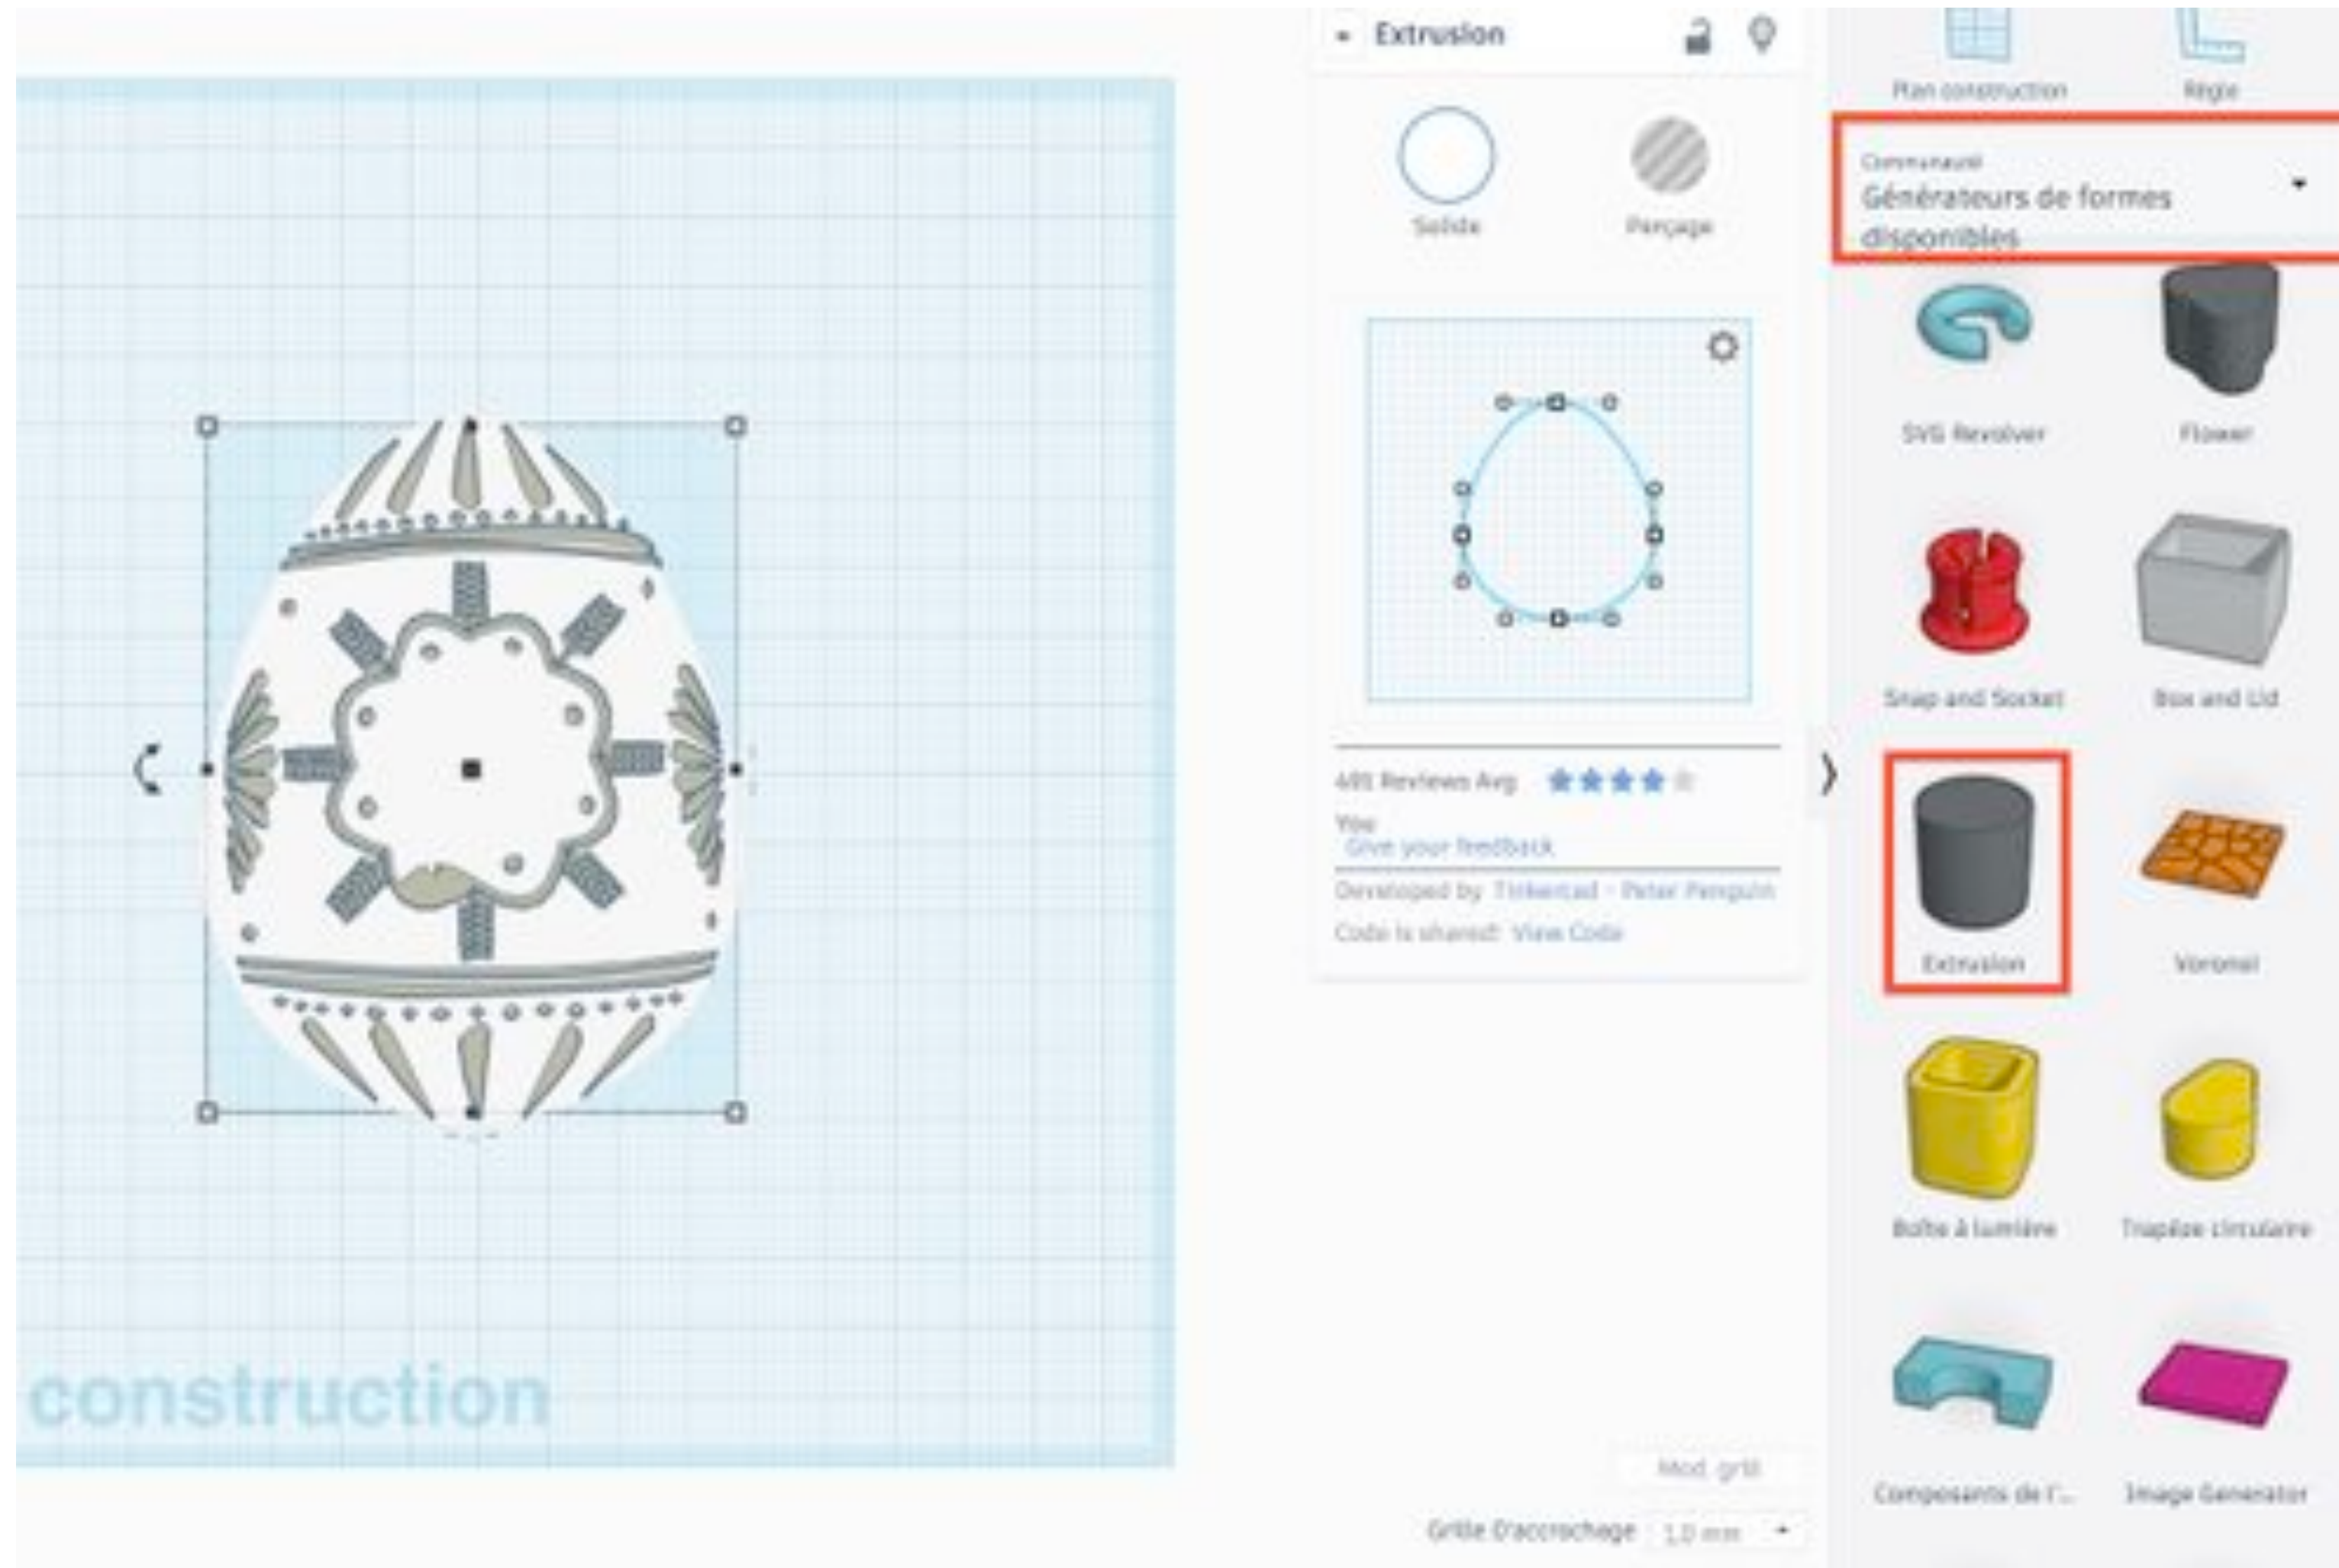 Extrusion
Solide
Perçage
Reviews Avg
You
Give your feedback
Developed by Tinkercad - Peter Penguin
Code is shared: View Code
Mod. grill
Grille D'accrochage 1,0 mm
Plan construction
Règle
Communauté
Générateurs de formes
disponibles
SVG Revolver
Flower
Snap and Socket
Box and Lid
Extrusion
Voronoi
Boîte à lumière
Trapèze circulaire
Composants de l'...
Image Generator
construction